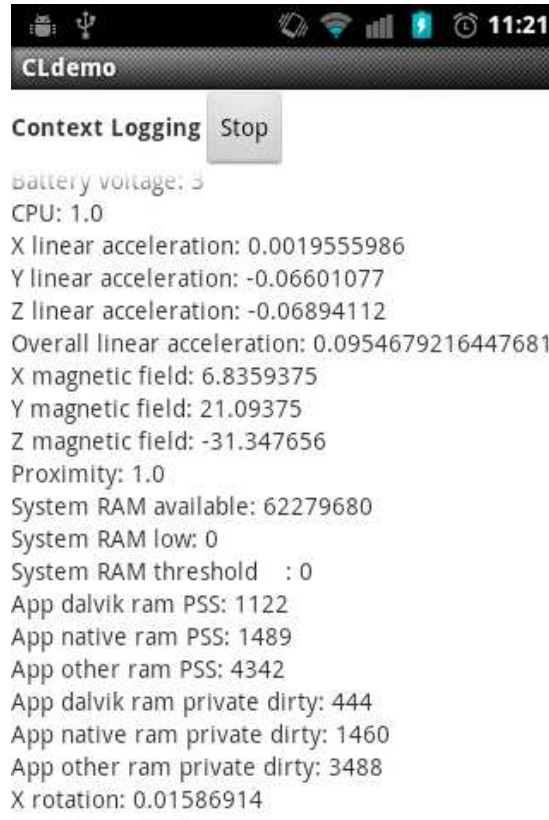 11:21
CLdemo
Context Logging Stop
Battery voltage: 3
CPU: 1.0
X linear acceleration: 0.0019555986
Y linear acceleration: -0.06601077
Z linear acceleration: -0.06894112
Overall linear acceleration: 0.0954679216447681
X magnetic field: 6.8359375
Y magnetic field: 21.09375
Z magnetic field: -31.347656
Proximity: 1.0
System RAM available: 62279680
System RAM low: 0
System RAM threshold   : 0
App dalvik ram PSS: 1122
App native ram PSS: 1489
App other ram PSS: 4342
App dalvik ram private dirty: 444
App native ram private dirty: 1460
App other ram private dirty: 3488
X rotation: 0.01586914